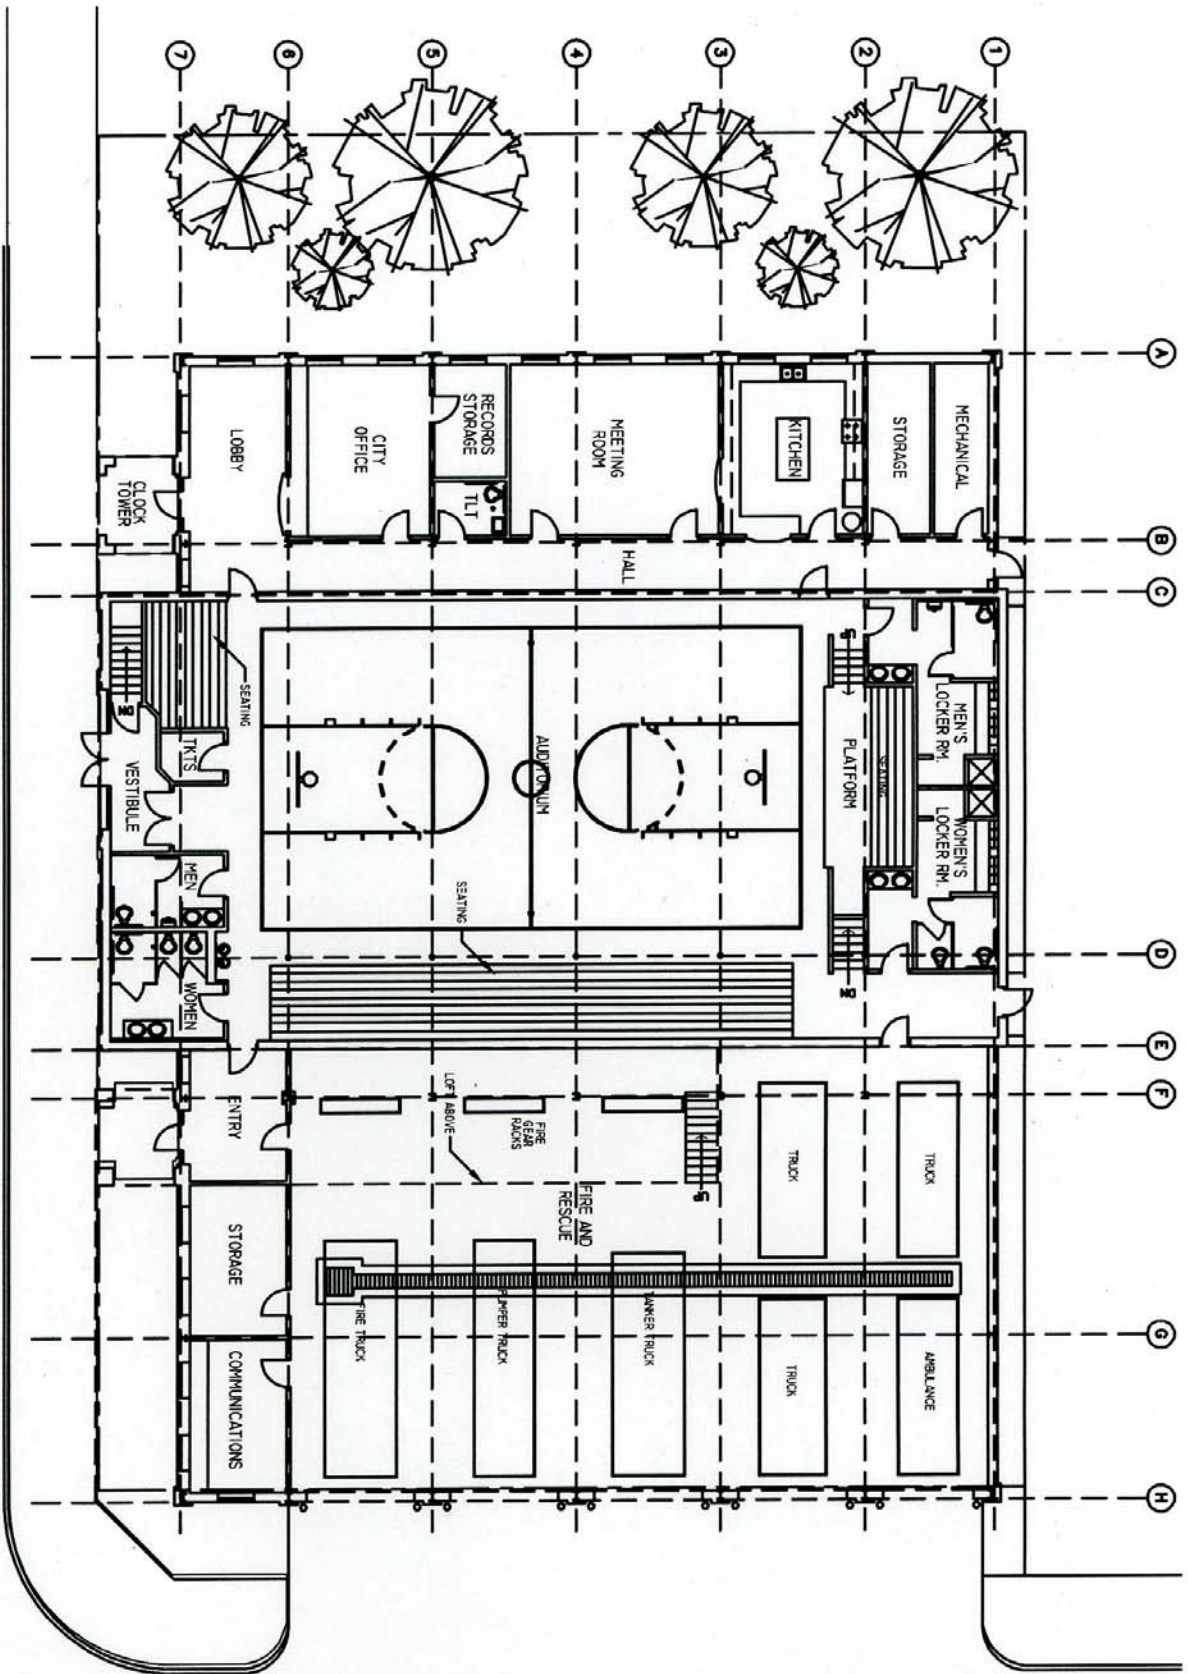 7
6
5
4
3
2
1
A
B
C
D
E
F
G
H
MECHANICAL
STORAGE
KITCHEN
MEETING
ROOM
RECORDS
STORAGE
TLT
CITY
OFFICE
LOBBY
CLOCK
TOWER
HALL
MEN'S
LOCKER RM.
WOMEN'S
LOCKER RM.
UP
SEATING
PLATFORM
DN
AUDITORIUM
SEATING
SEATING
DN
TKTS
VESTIBULE
MEN
WOMEN
ENTRY
LOFT ABOVE
FIRE
GEAR
RACKS
UP
FIRE AND
RESCUE
TRUCK
TRUCK
STORAGE
FIRE TRUCK
PUMPER TRUCK
TANKER TRUCK
TRUCK
AMBULANCE
COMMUNICATIONS